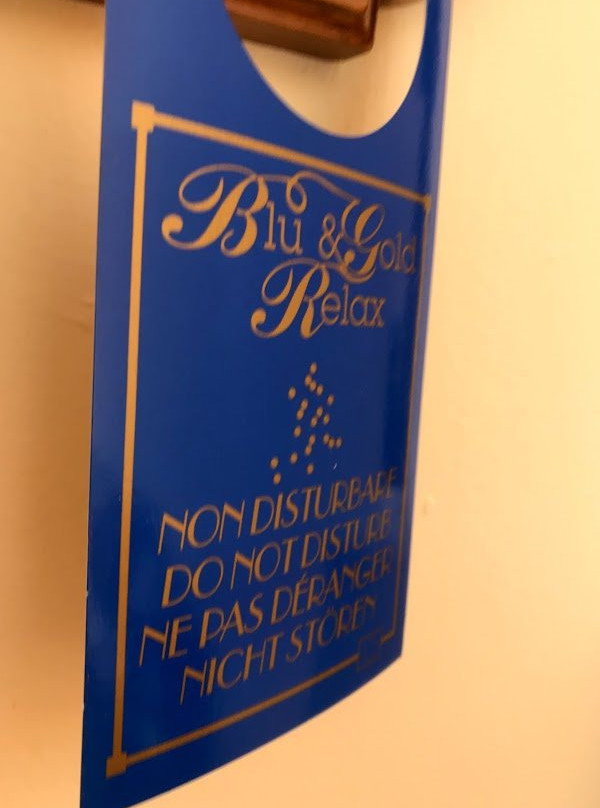 Blu & Gold
Relax
NON DISTURBARE
DO NOT DISTURB
NE PAS DÉRANGER
NICHT STÖREN